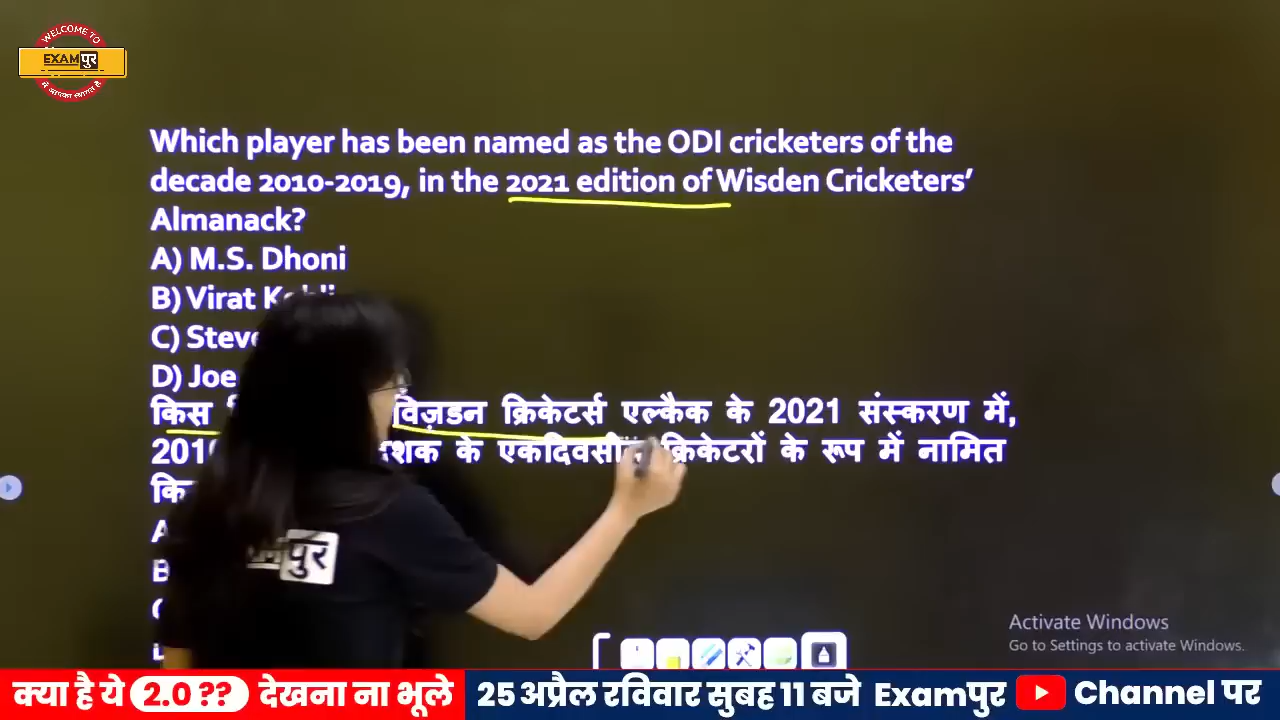 WELCOME TO
EXAMपुर
में आपका स्वागत है
Which player has been named as the ODI cricketers of the
decade 2010-2019, in the 2021 edition of Wisden Cricketers’
Almanack?
A) M.S. Dhoni
B) Virat
C) Steve
D) Joe
किस विज़डन क्रिकेटर्स एल्कैक के 2021 संस्करण में,
के एकदिवसीय क्रिकेटरों के रूप में नामित
पुर
Activate Windows
Go to Settings to activate Windows.
क्या है ये 2.0 ?? देखना ना भूले
25 अप्रैल रविवार सुबह 11 बजे Examपुर Channel पर